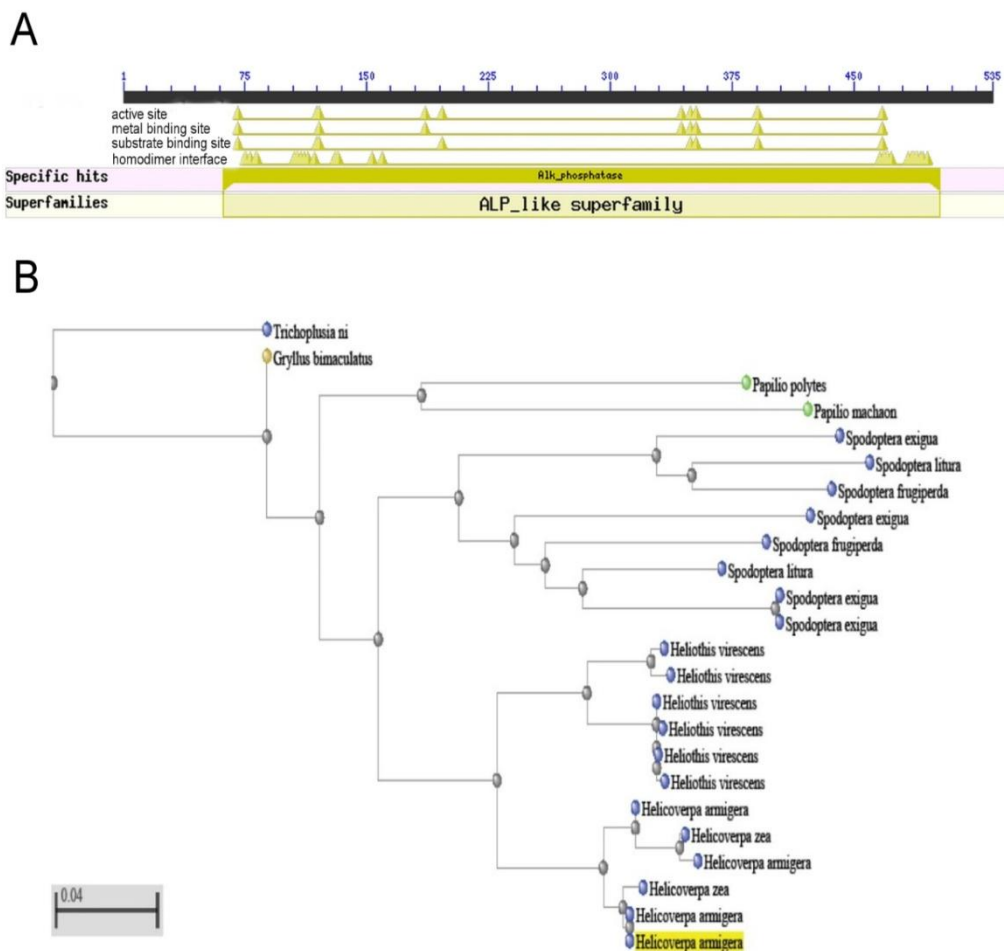 A
1 75 150 225 300 375 450 535
active site
metal binding site
substrate binding site
homodimer interface
Specific hits Alk_phosphatase
Superfamilies ALP_like superfamily
B
Trichoplusia ni
Gryllus bimaculatus
Papilio polytes
Papilio machaon
Spodoptera exigua
Spodoptera litura
Spodoptera frugiperda
Spodoptera exigua
Spodoptera frugiperda
Spodoptera litura
Spodoptera exigua
Spodoptera exigua
Heliothis virescens
Heliothis virescens
Heliothis virescens
Heliothis virescens
Heliothis virescens
Heliothis virescens
Helicoverpa armigera
Helicoverpa zea
Helicoverpa armigera
Helicoverpa zea
Helicoverpa armigera
Helicoverpa armigera
0.04